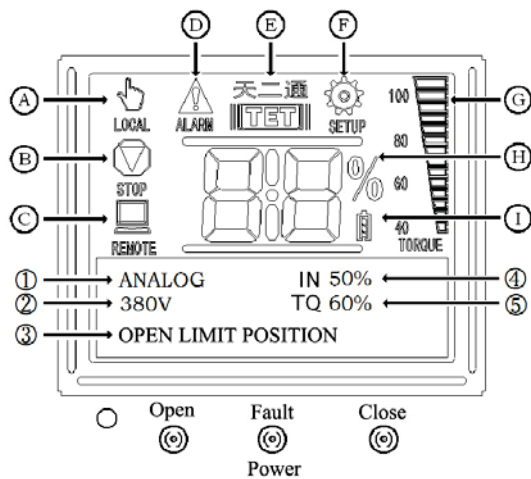 Ⓓ Ⓔ Ⓕ
天二通
TET
Ⓐ LOCAL ALARM SETUP 100 Ⓖ
80
Ⓑ STOP % Ⓗ
60
Ⓒ REMOTE 40 Ⓘ
TORQUE
① ANALOG IN 50% ④
② 380V TQ 60% ⑤
③ OPEN LIMIT POSITION
Open Fault Close
Power